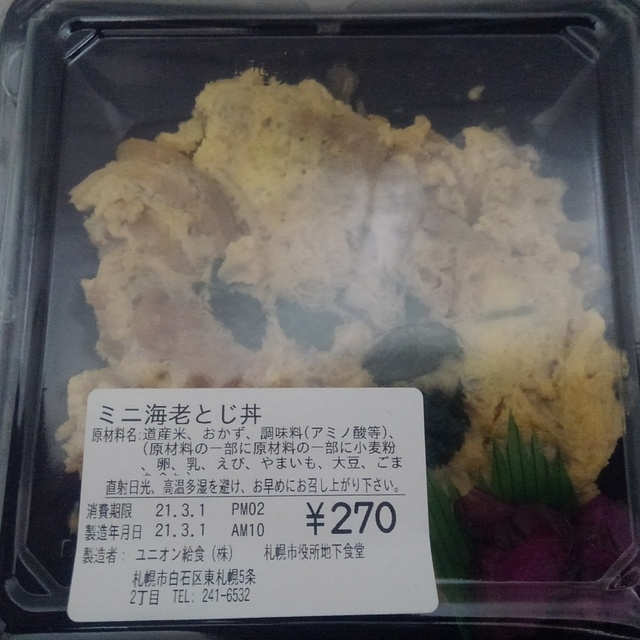 ミニ海老とじ丼
原材料名:道産米、おかず、調味料(アミノ酸等)、
(原材料の一部に原材料の一部に小麦粉
、卵、乳、えび、やまいも、大豆、ごま
直射日光、高温多湿を避け、お早めにお召し上がり下さい。
消費期限 21.3.1 PM02
製造年月日 21.3.1 AM10
¥270
製造者: ユニオン給食(株) 札幌市役所地下食堂
札幌市白石区東札幌5条
2丁目 TEL: 241-6532